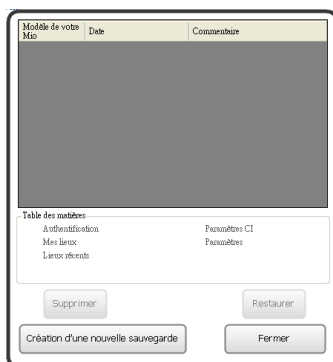 Modèle de votre Mio Date Commentaire
Table des matières
Authentification Paramètres CI
Mes lieux Paramètres
Lieux récents
Supprimer Restaurer
Création d'une nouvelle sauvegarde Fermer